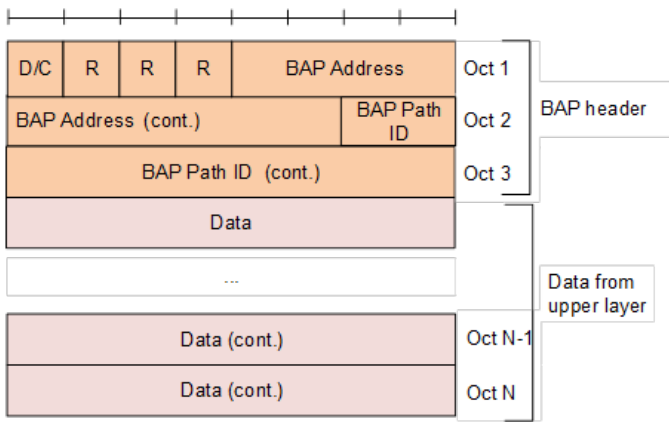 D/C R R R BAP Address Oct 1
BAP header
BAP Address (cont.) BAP Path ID Oct 2
BAP Path ID (cont.) Oct 3
Data
...
Data from
upper layer
Data (cont.) Oct N-1
Data (cont.) Oct N